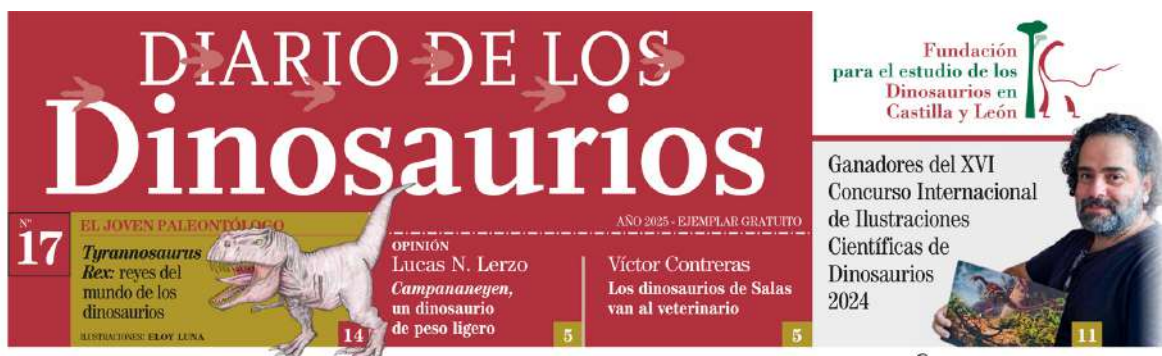 DIARIO DE LOS
Dinosaurios
Fundación
para el estudio de los
Dinosaurios en
Castilla y León
Ganadores del XVI
Concurso Internacional
de Ilustraciones
Científicas de
Dinosaurios
2024
11
Nº
17
EL JOVEN PALEONTÓLOGO
Tyrannosaurus
Rex: reyes del
mundo de los
dinosaurios
ILUSTRACIONES: ELOY LUNA
14
AÑO 2025 - EJEMPLAR GRATUITO
OPINIÓN
Lucas N. Lerzo
Campananeyen,
un dinosaurio
de peso ligero
5
Víctor Contreras
Los dinosaurios de Salas
van al veterinario
5